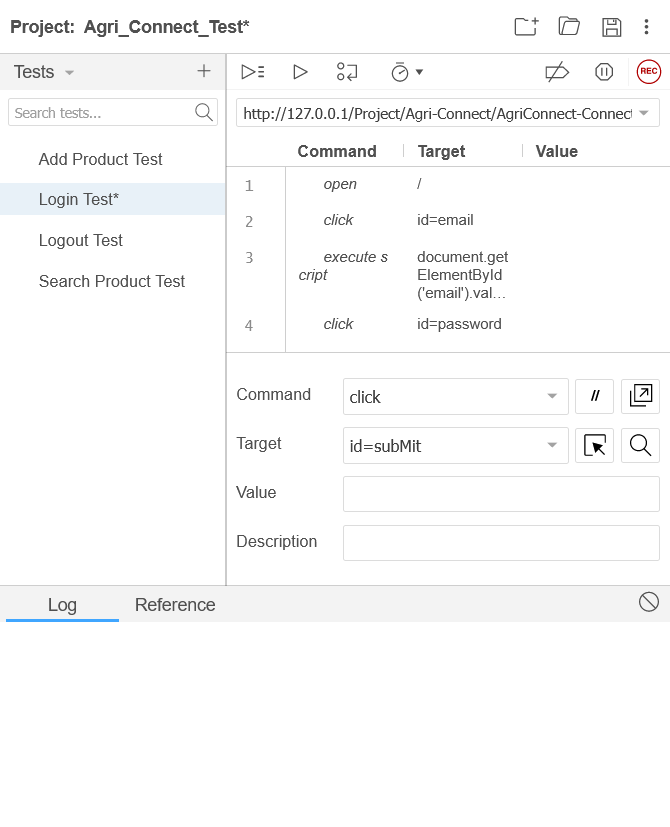 Project: Agri_Connect_Test*
Tests
Search tests...
Add Product Test
Login Test*
Logout Test
Search Product Test
REC
http://127.0.0.1/Project/Agri-Connect/AgriConnect-Connect
Command Target Value
1 open /
2 click id=email
3 execute s
cript
document.get
ElementById
('email').val...
4 click id=password
Command click //
Target id=subMit
Value
Description
Log Reference